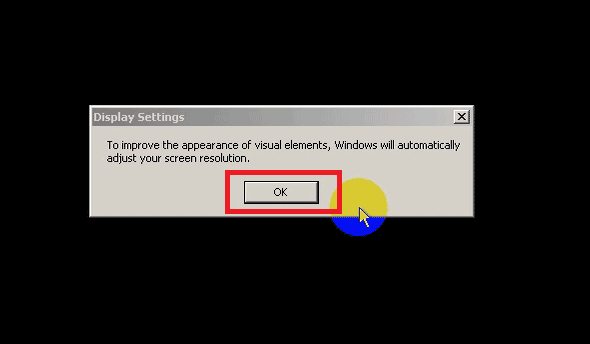 Display Settings
To improve the appearance of visual elements, Windows will automatically
adjust your screen resolution.
OK